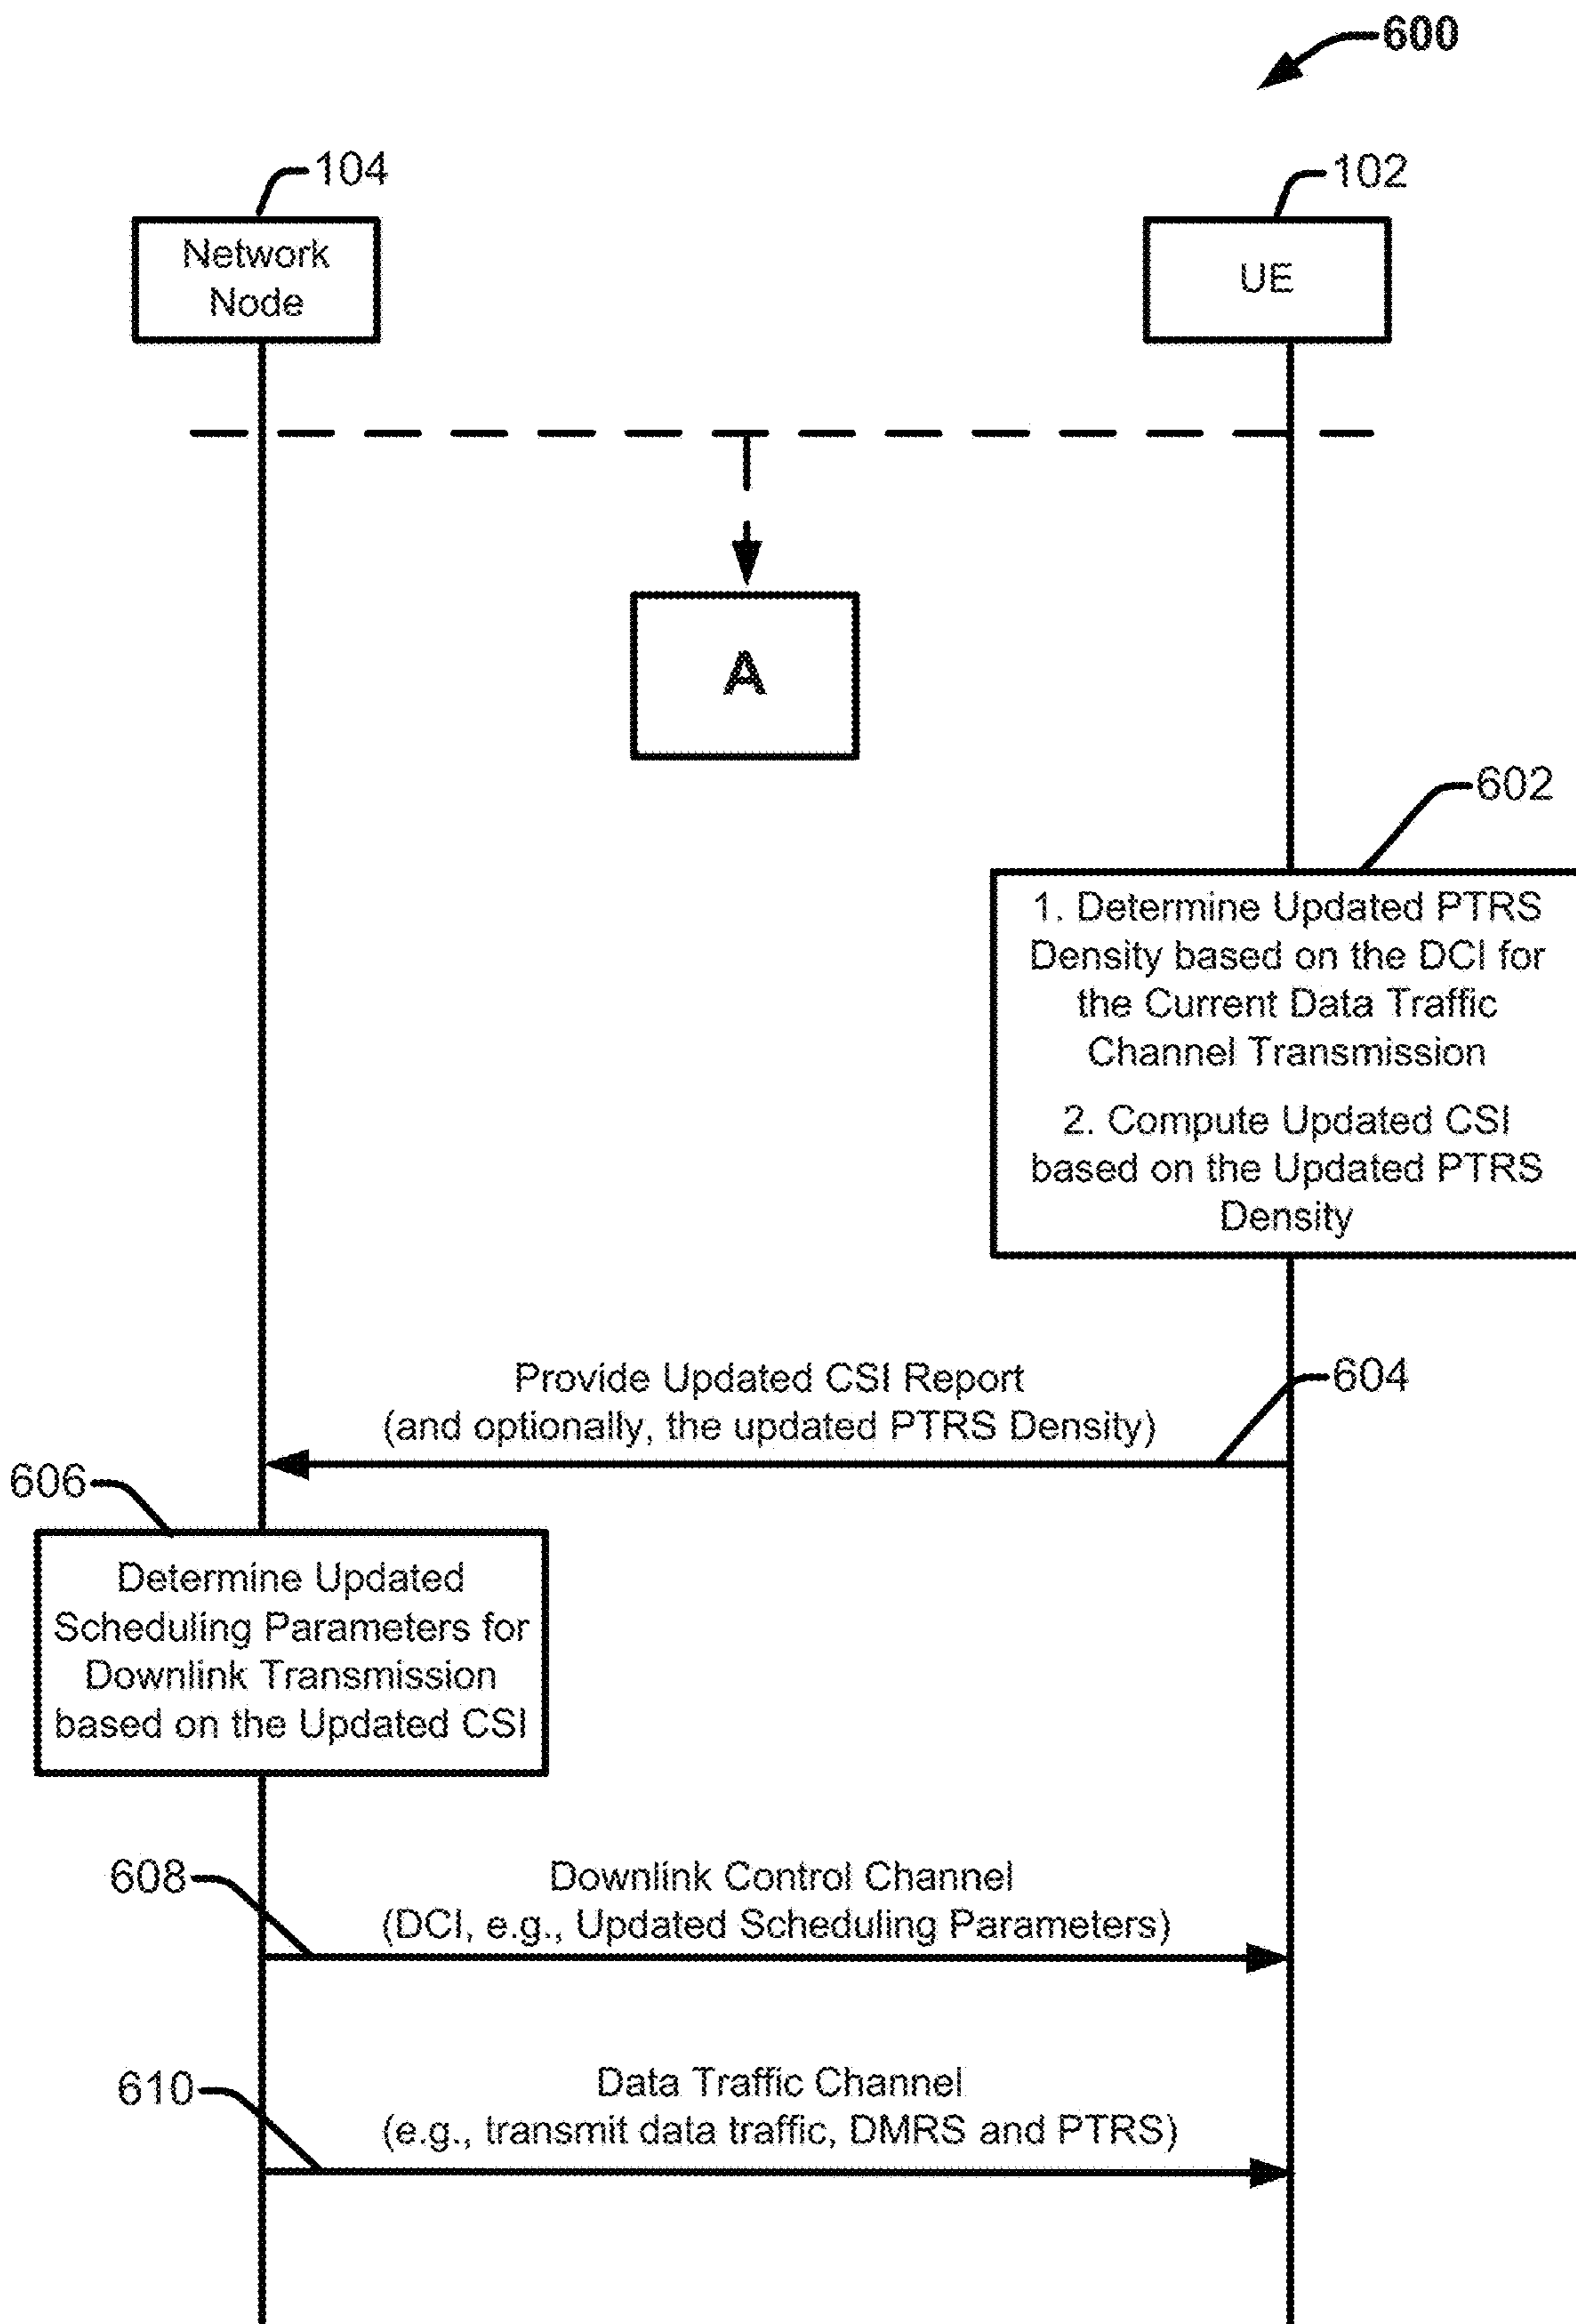 600
104
102
Network
Node
UE
A
602
1. Determine Updated PTRS
Density based on the DCI for
the Current Data Traffic
Channel Transmission
2. Compute Updated CSI
based on the Updated PTRS
Density
Provide Updated CSI Report
(and optionally, the updated PTRS Density)
604
606
Determine Updated
Scheduling Parameters for
Downlink Transmission
based on the Updated CSI
608
Downlink Control Channel
(DCI, e.g., Updated Scheduling Parameters)
610
Data Traffic Channel
(e.g., transmit data traffic, DMRS and PTRS)